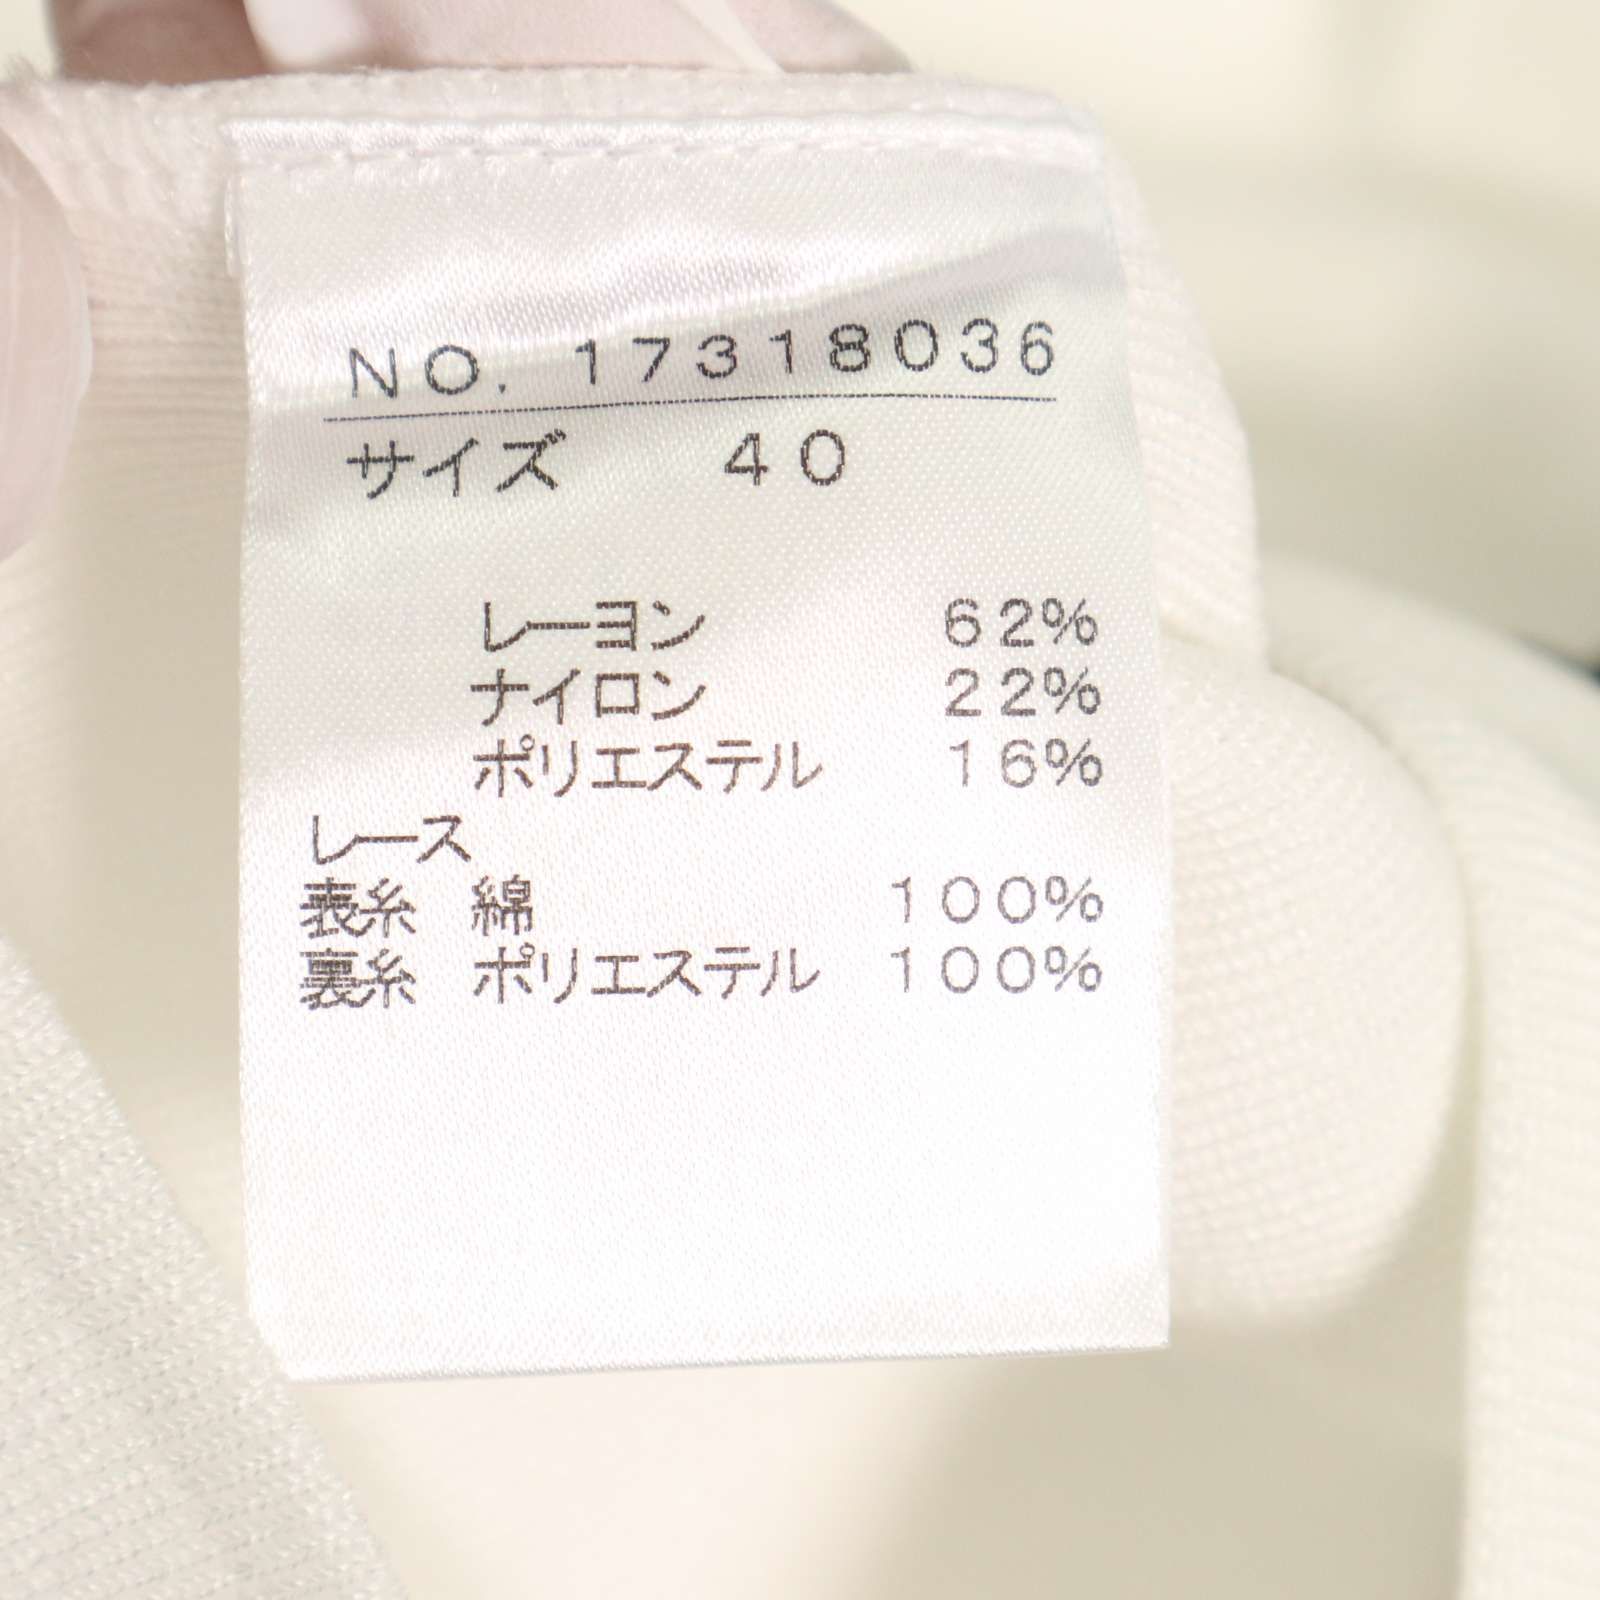 NO. 17318036
サイズ 40
レーヨン 62%
ナイロン 22%
ポリエステル 16%
レース
表糸 綿 100%
裏糸 ポリエステル 100%